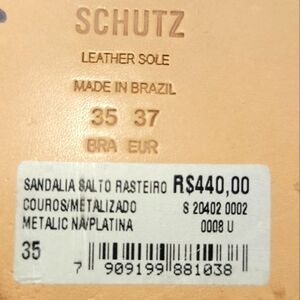 SCHUTZ
LEATHER SOLE
MADE IN BRAZIL
35 37
BRA EUR
SANDALIA SALTO RASTEIRO R$440,00
COUROS/METALIZADO S 20402 0002
METALIC NA/PLATINA 0008 U
35
7 909199 881038